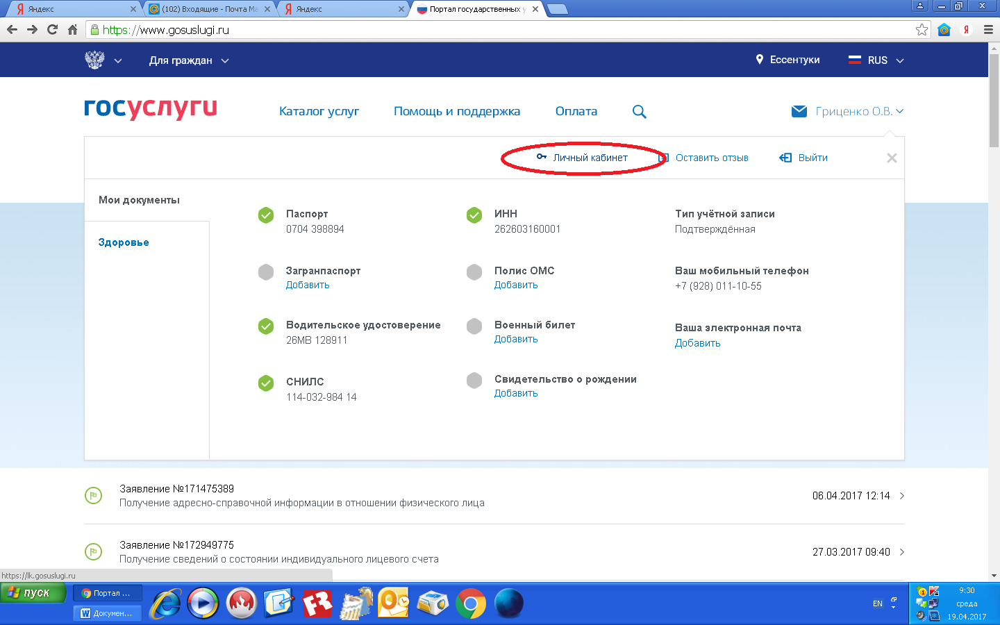 Яндекс
(102) Входящие - Почта Ma
Яндекс
Портал государственных у
https://www.gosuslugi.ru
Для граждан
Ессентуки
RUS
госуслуги
Каталог услуг
Помощь и поддержка
Оплата
Гриценко О.В.
Личный кабинет
Оставить отзыв
Выйти
Мои документы
Здоровье
Паспорт
0704 398894
ИНН
262603160001
Тип учётной записи
Подтверждённая
Загранпаспорт
Добавить
Полис ОМС
Добавить
Ваш мобильный телефон
+7 (928) 011-10-55
Водительское удостоверение
26МВ 128911
Военный билет
Добавить
Ваша электронная почта
Добавить
СНИЛС
114-032-984 14
Свидетельство о рождении
Добавить
Заявление №171475389
Получение адресно-справочной информации в отношении физического лица
06.04.2017 12:14
Заявление №172949775
Получение сведений о состоянии индивидуального лицевого счета
27.03.2017 09:40
https://lk.gosuslugi.ru
пуск
Портал ...
Докумен...
EN
9:30
среда
19.04.2017